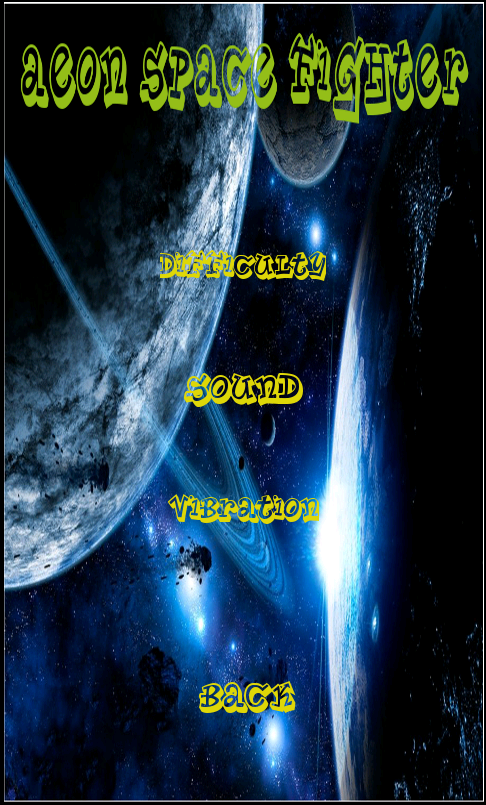 aeon space fighter
Difficulty
Sound
Vibration
Back